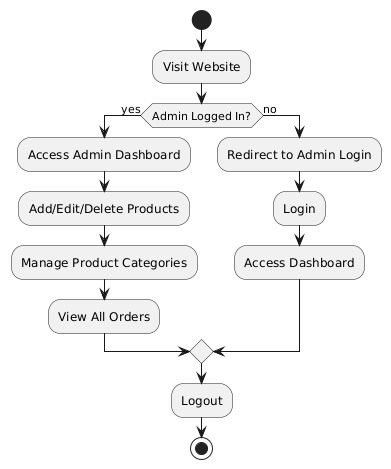 Visit Website
Admin Logged In?
yes
no
Access Admin Dashboard
Redirect to Admin Login
Add/Edit/Delete Products
Login
Manage Product Categories
Access Dashboard
View All Orders
Logout